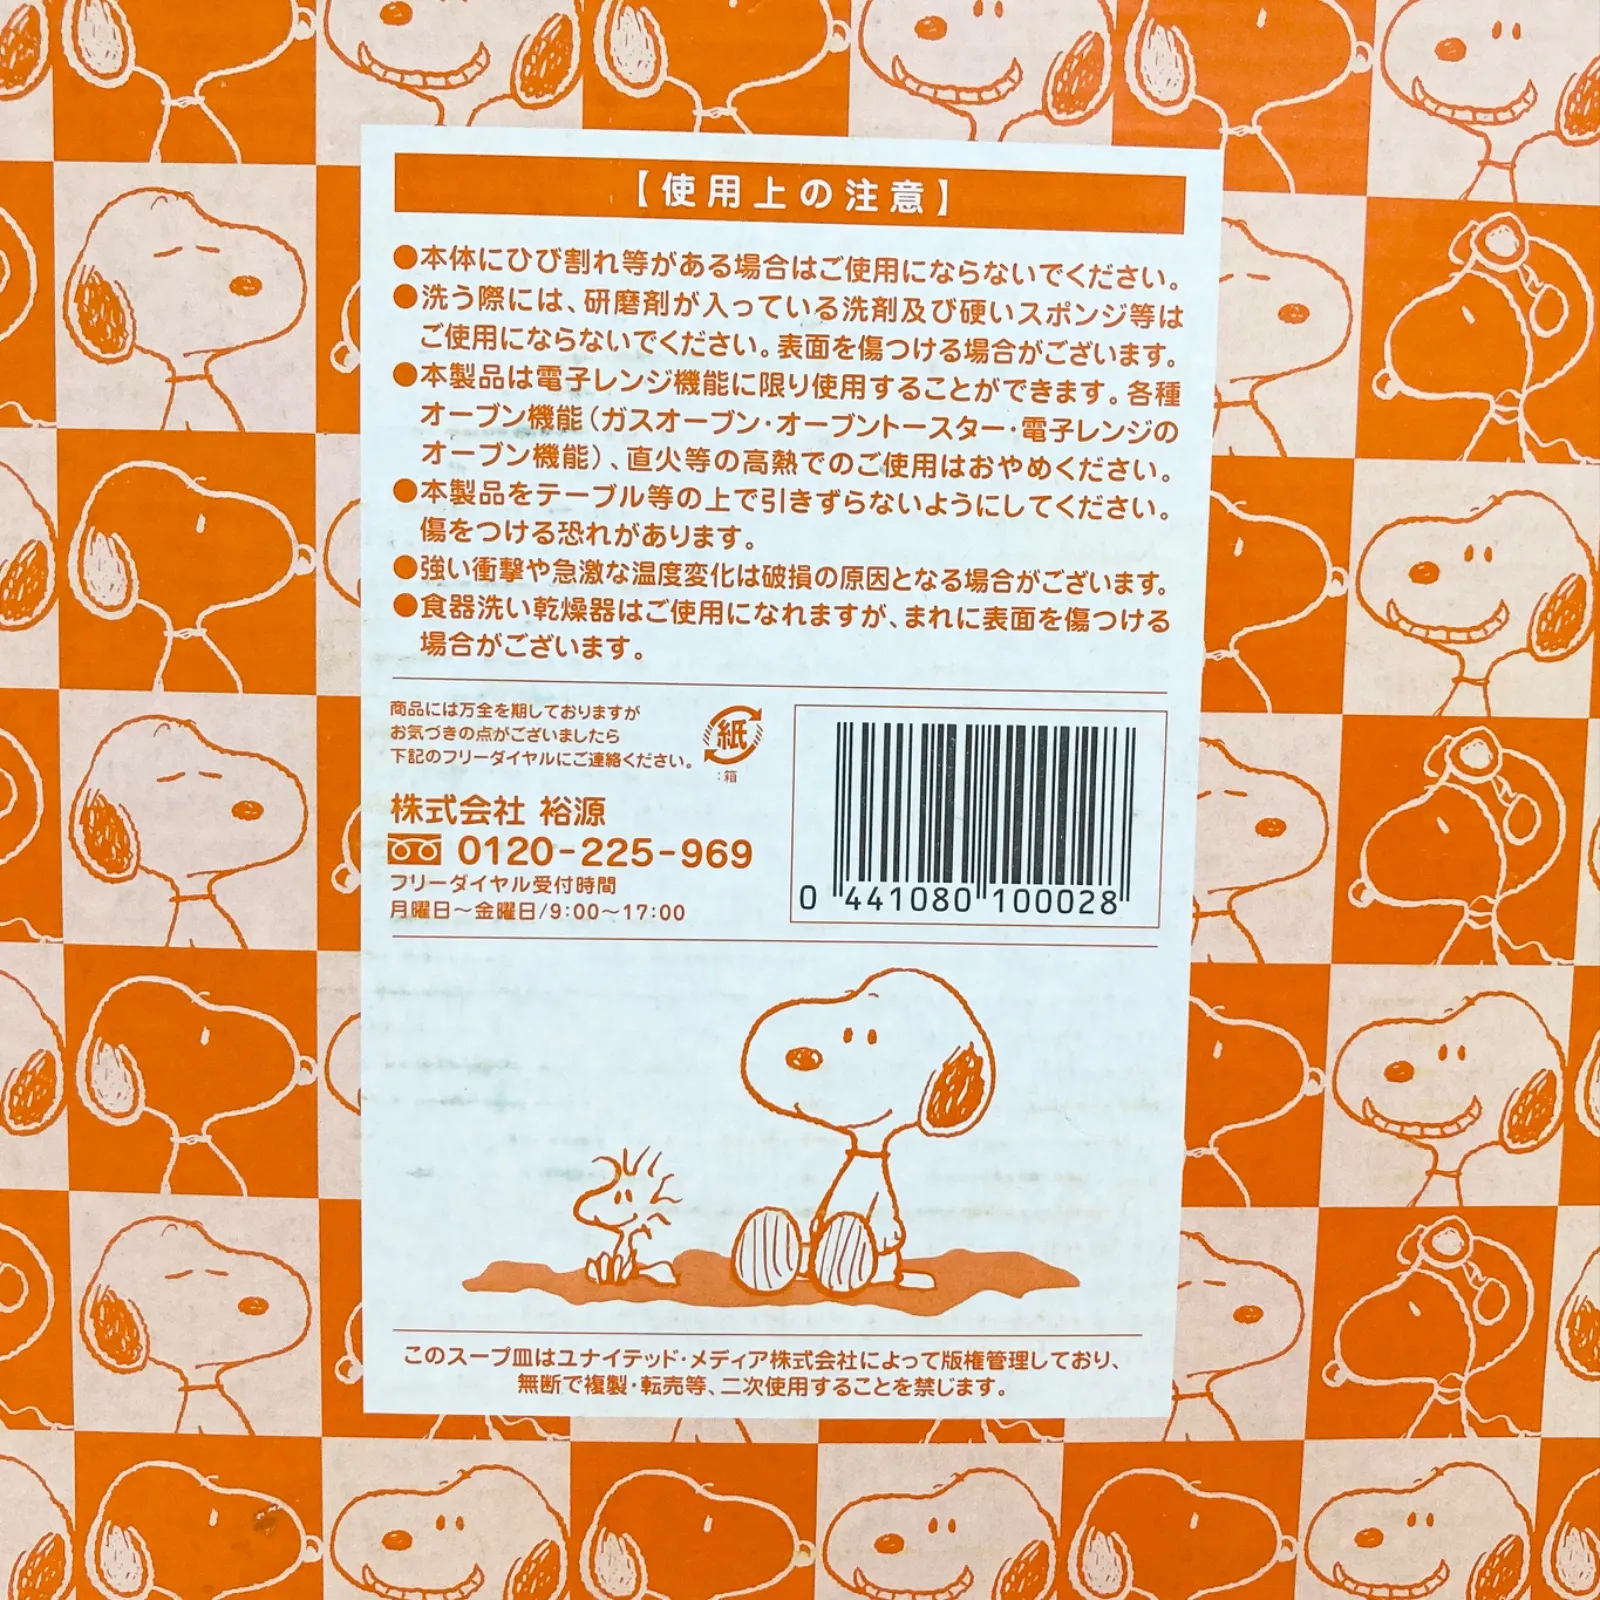 【使用上の注意】
●本体にひび割れ等がある場合はご使用にならないでください。
●洗う際には、研磨剤が入っている洗剤及び硬いスポンジ等は
ご使用にならないでください。表面を傷つける場合がございます。
●本製品は電子レンジ機能に限り使用することができます。各種
オーブン機能（ガスオーブン・オーブントースター・電子レンジの
オーブン機能）、直火等の高熱でのご使用はおやめください。
●本製品をテーブル等の上で引きずらないようにしてください。
傷をつける恐れがあります。
●強い衝撃や急激な温度変化は破損の原因となる場合がございます。
●食器洗い乾燥器はご使用になれますが、まれに表面を傷つける
場合がございます。
商品には万全を期しておりますが
お気づきの点がございましたら
下記のフリーダイヤルにご連絡ください。
紙
:箱
株式会社 裕源
0120-225-969
フリーダイヤル受付時間
月曜日～金曜日/9:00～17:00
0 441080 100028
このスープ皿はユナイテッド・メディア株式会社によって版権管理しており、
無断で複製・転売等、二次使用することを禁じます。